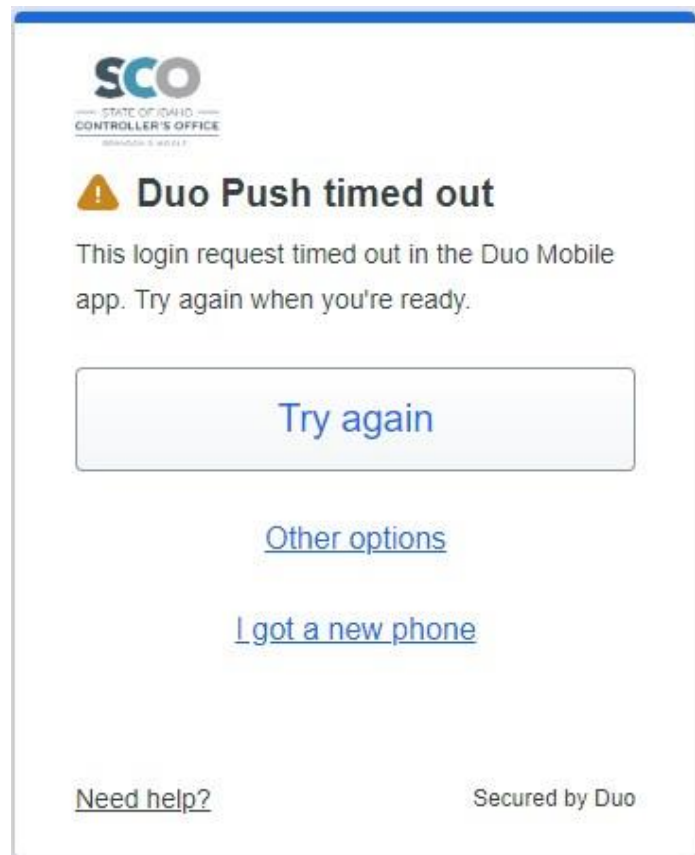 SCO
STATE OF IDAHO
CONTROLLER'S OFFICE
Duo Push timed out
This login request timed out in the Duo Mobile
app. Try again when you're ready.
Try again
Other options
I got a new phone
Need help?
Secured by Duo